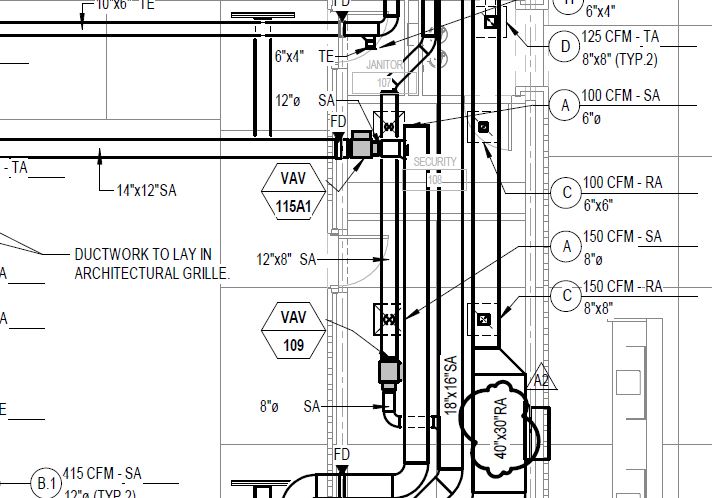 10"x6" TE
FD
6"x4"
D 125 CFM - TA
8"x8" (TYP.2)
6"x4" TE
JANITOR
107
12"ø SA
A 100 CFM - SA
6"ø
FD
SECURITY
108
- TA
14"x12"SA
VAV
115A1
C 100 CFM - RA
6"x6"
DUCTWORK TO LAY IN
ARCHITECTURAL GRILLE.
12"x8" SA
A 150 CFM - SA
8"ø
A
C 150 CFM - RA
8"x8"
A
VAV
109
18"x16"SA
A2
8"ø SA
40"x30"RA
E
FD
B.1 415 CFM - SA
12"ø (TYP.2)